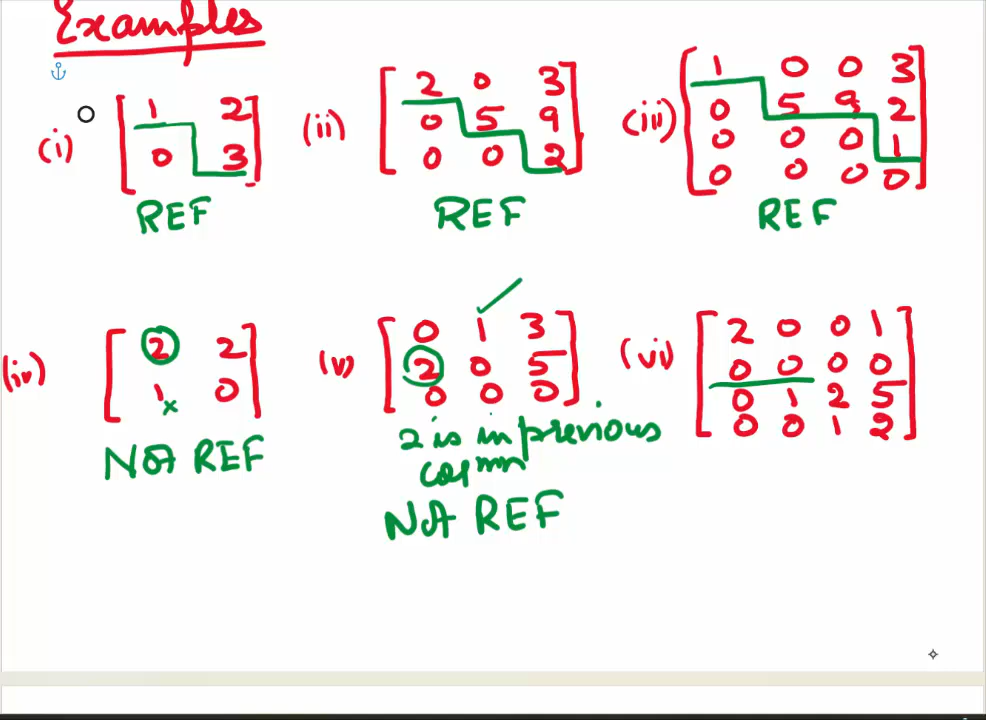 Examples
(i) [1 2
0 3]
REF
(ii) [2 0 3
0 5 9
0 0 2]
REF
(iii) [1 0 0 3
0 5 9 2
0 0 0 1
0 0 0 0]
REF
(iv) [2 2
1 x 0]
NOT REF
(v) [0 1 3 ✓
2 0 5
0 0 0]
2 is in previous
column
NOT REF
(vi) [2 0 0 1
0 0 0 0
0 1 2 5
0 0 1 2]